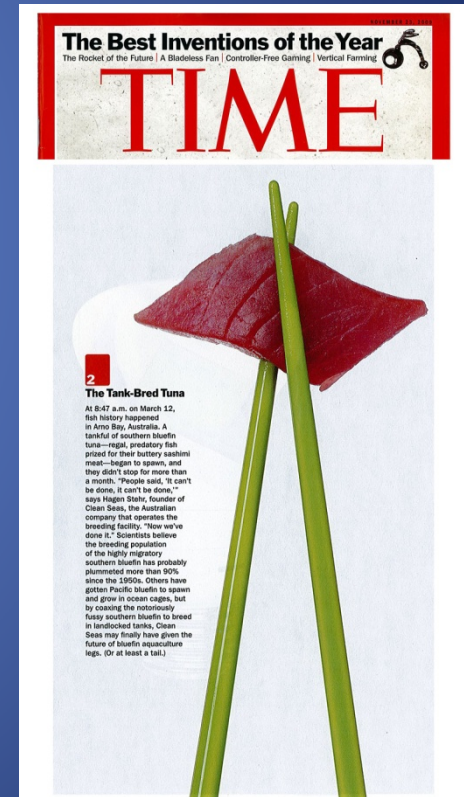 The Best Inventions of the Year
The Rocket of the Future | A Bladeless Fan | Controller-Free Gaming | Vertical Farming
TIME
2
The Tank-Bred Tuna
At 8:47 a.m. on March 12,
fish history happened
in Arno Bay, Australia. A
tankful of southern bluefin
tuna—regal, predatory fish
prized for their buttery sashimi
meat—began to spawn, and
they didn't stop for more than
a month. "People said, 'It can't
be done, it can't be done,'"
says Hagen Stehr, founder of
Clean Seas, the Australian
company that operates the
breeding facility. "Now we've
done it." Scientists believe
the breeding population
of the highly migratory
southern bluefin has probably
plummeted more than 90%
since the 1950s. Others have
gotten Pacific bluefin to spawn
and grow in ocean cages, but
by coaxing the notoriously
fussy southern bluefin to breed
in landlocked tanks, Clean
Seas may finally have given the
future of bluefin aquaculture
legs. (Or at least a tail.)